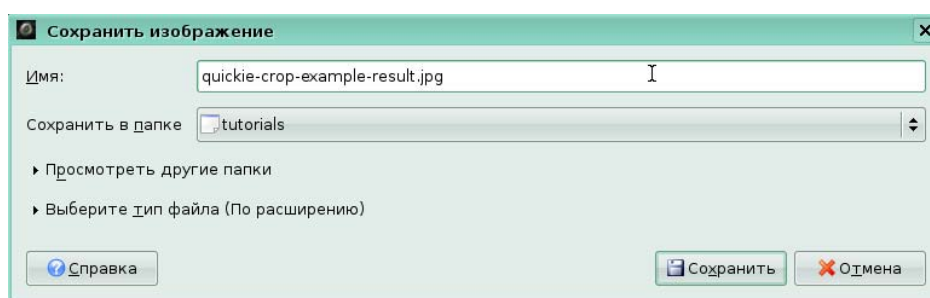 Сохранить изображение
Имя: quickie-crop-example-result.jpg
Сохранить в папке tutorials
Просмотреть другие папки
Выберите тип файла (По расширению)
Справка Сохранить Отмена